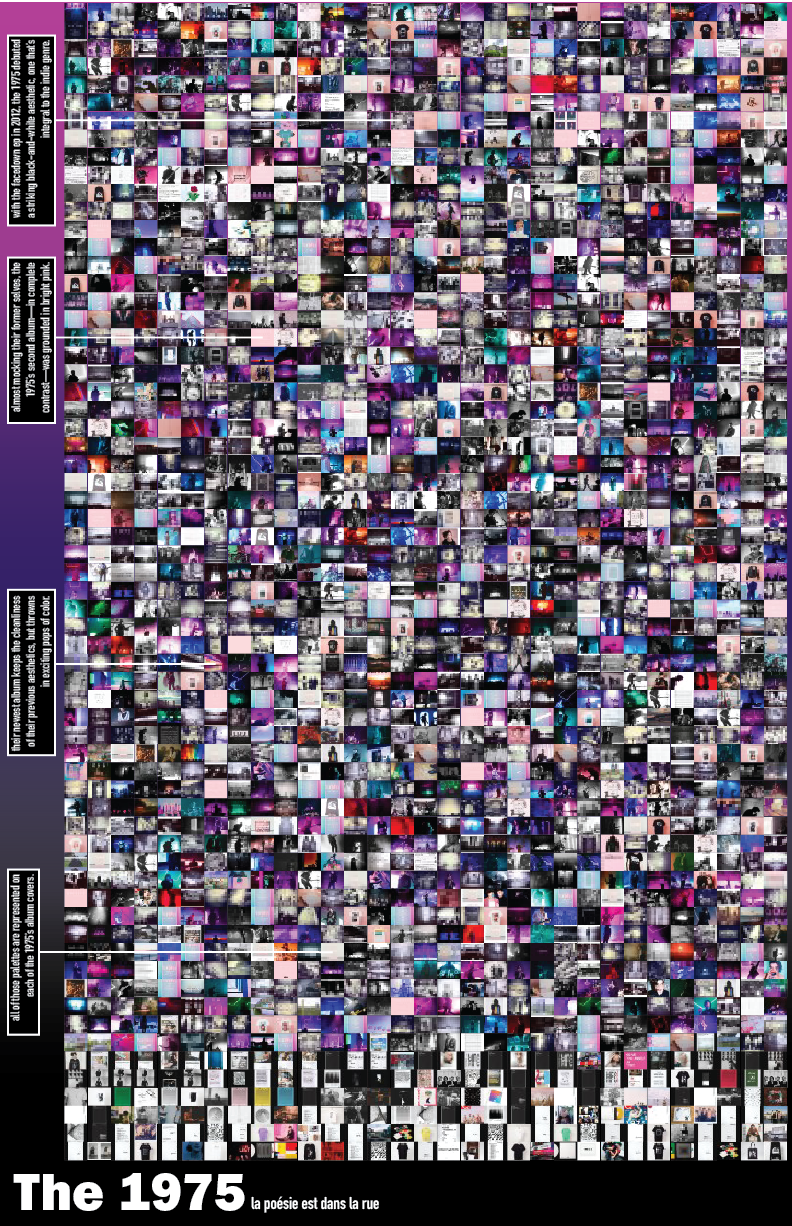 with the facedown ep in 2012, the 1975 debuted
a striking black-and-white aesthetic, one that's
integral to the indie genre.
almost mocking their former selves, the
1975's second album—in complete
contrast—was grounded in bright pink.
their newest album keeps the cleanliness
of their previous aesthetics, but throwns
in exciting pops of color.
all of those palettes are represented on
each of the 1975's album covers.
The 1975
la poésie est dans la rue